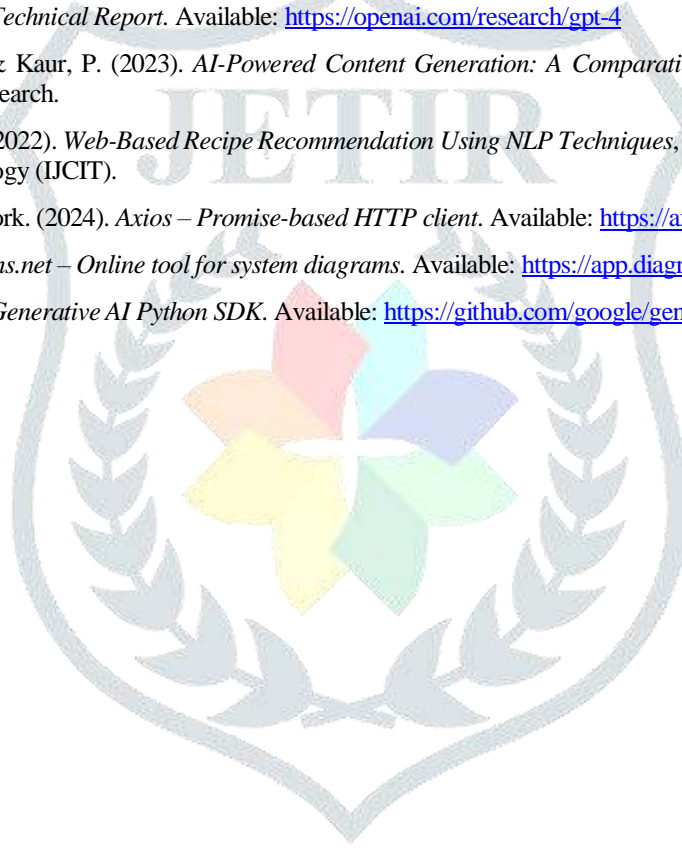 Technical Report. Available: https://openai.com/research/gpt-4
& Kaur, P. (2023). AI-Powered Content Generation: A Comparati
earch.
2022). Web-Based Recipe Recommendation Using NLP Techniques,
ogy (IJCIT).
ork. (2024). Axios – Promise-based HTTP client. Available: https://ax
ns.net – Online tool for system diagrams. Available: https://app.diagr
Generative AI Python SDK. Available: https://github.com/google/gen
JETIR